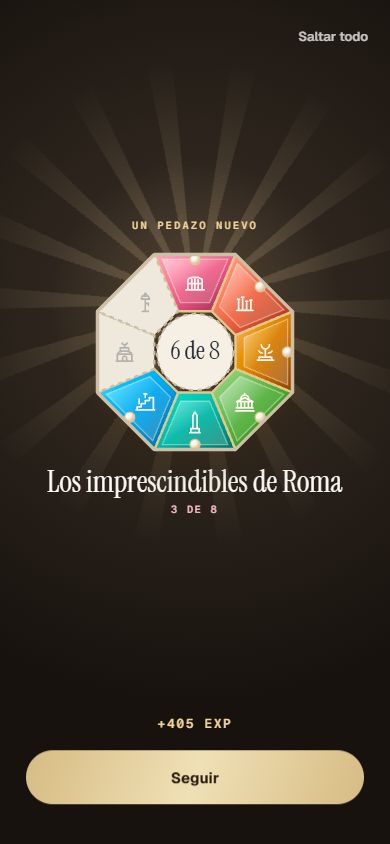 Saltar todo
UN PEDAZO NUEVO
6 de 8
Los imprescindibles de Roma
3 DE 8
+405 EXP
Seguir